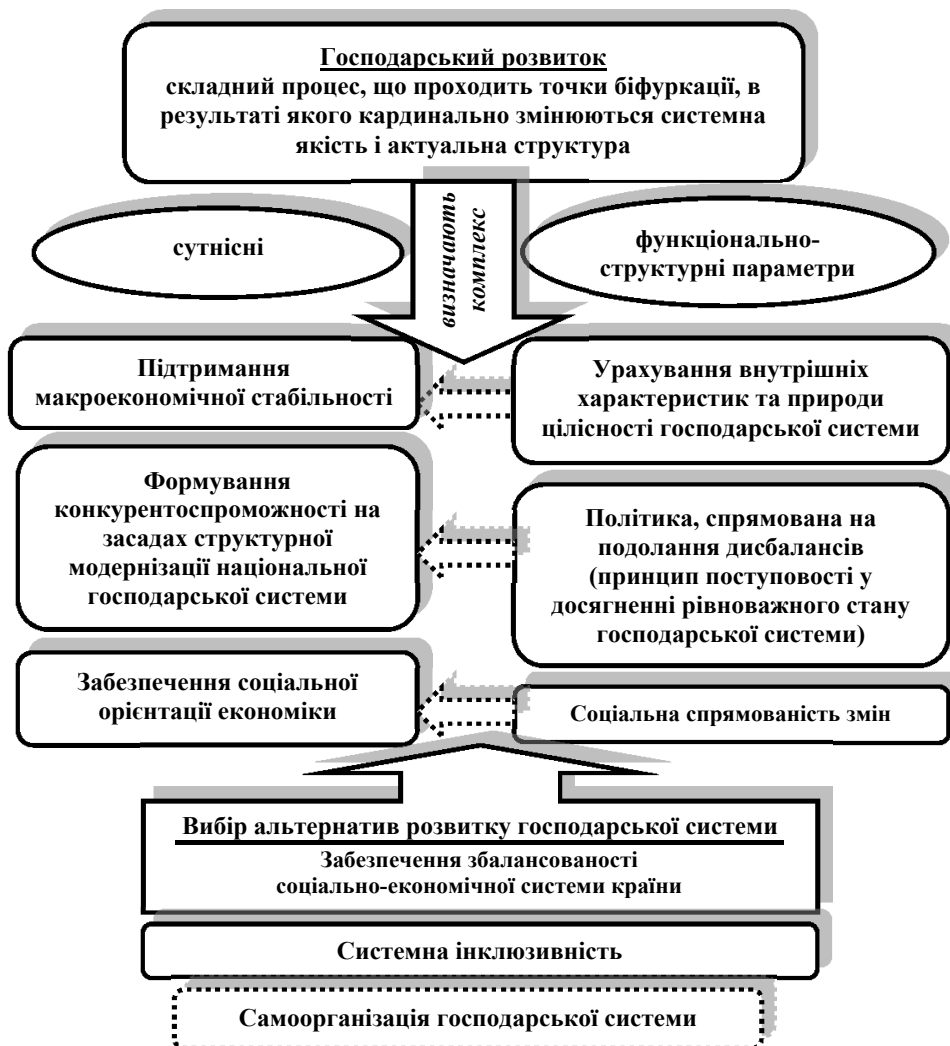 Господарський розвиток
складний процес, що проходить точки біфуркації, в
результаті якого кардинально змінюються системна
якість і актуальна структура
сутнісні
визначають
комплекс
функціонально-
структурні параметри
Підтримання
макроекономічної стабільності
Урахування внутрішніх
характеристик та природи
цілісності господарської системи
Формування
конкурентоспроможності на
засадах структурної
модернізації національної
господарської системи
Політика, спрямована на
подолання дисбалансів
(принцип поступовості у
досягненні рівноважного стану
господарської системи)
Забезпечення соціальної
орієнтації економіки
Соціальна спрямованість змін
Вибір альтернатив розвитку господарської системи
Забезпечення збалансованості
соціально-економічної системи країни
Системна інклюзивність
Самоорганізація господарської системи